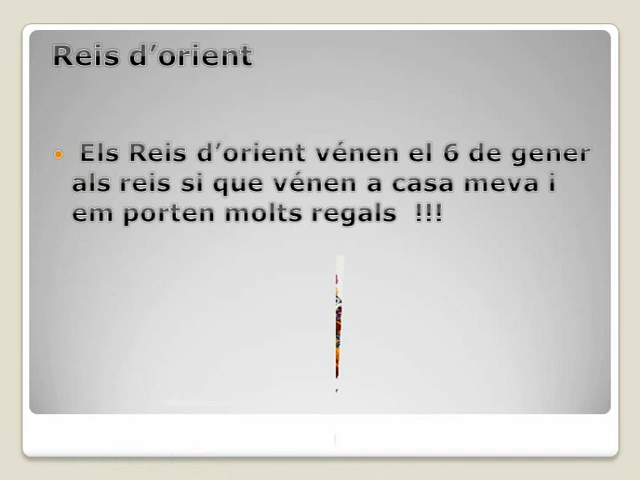 Reis d’orient
Els Reis d’orient vénen el 6 de gener
als reis si que vénen a casa meva i
em porten molts regals !!!